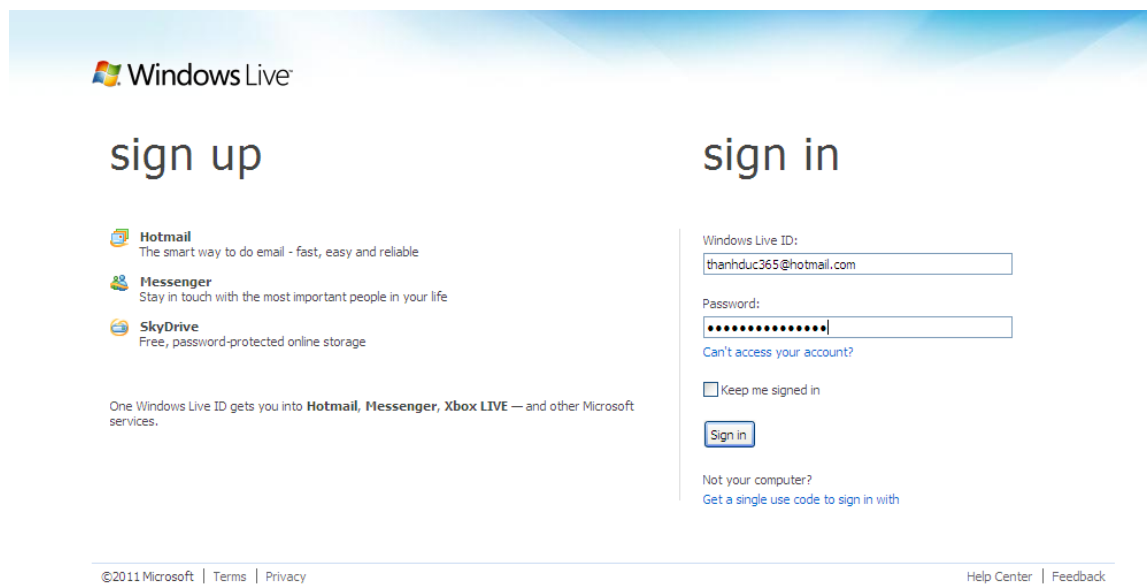 Windows Live
sign up
Hotmail
The smart way to do email - fast, easy and reliable
Messenger
Stay in touch with the most important people in your life
SkyDrive
Free, password-protected online storage
One Windows Live ID gets you into Hotmail, Messenger, Xbox LIVE — and other Microsoft
services.
sign in
Windows Live ID:
thanhduc365@hotmail.com
Password:
•••••••••••••••
Can't access your account?
Keep me signed in
Sign in
Not your computer?
Get a single use code to sign in with
©2011 Microsoft | Terms | Privacy
Help Center | Feedback